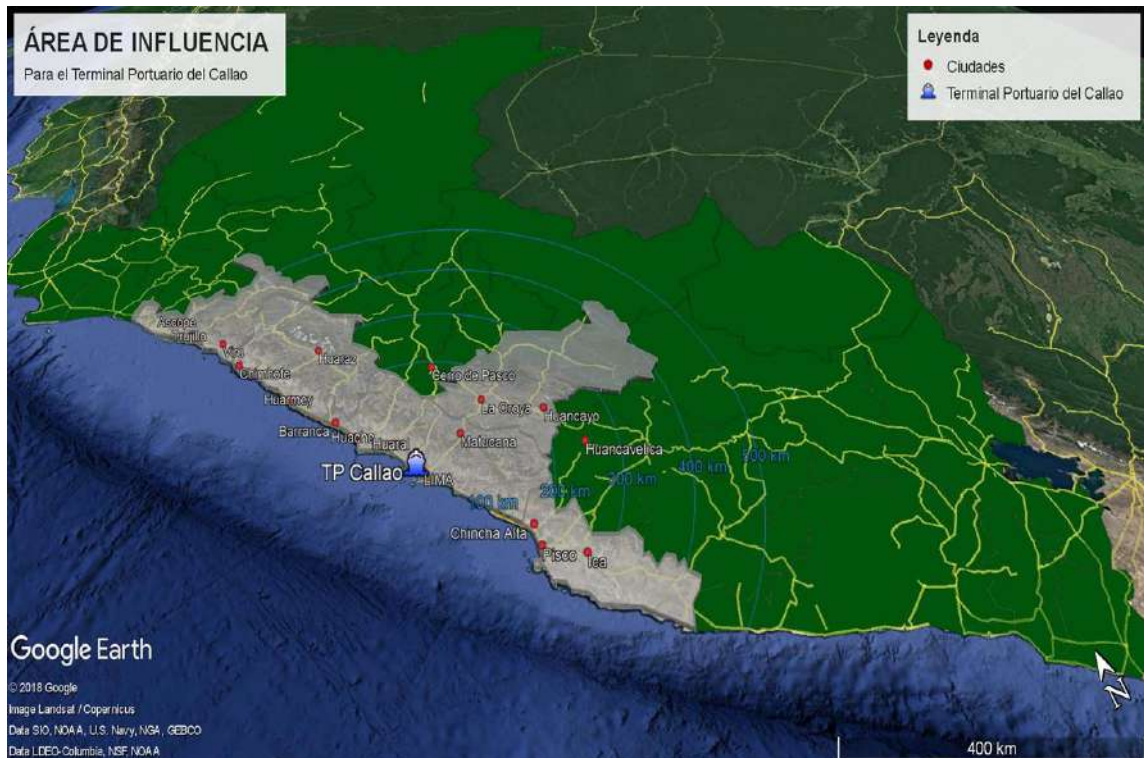 ÁREA DE INFLUENCIA
Para el Terminal Portuario del Callao
Leyenda
Ciudades
Terminal Portuario del Callao
Ascope
Trujillo
Viru
Chimbote
Huaraz
Cerro de Pasco
Huarmey
La Oroya
Huancayo
Barranca
Huacho
Huaral
Matucana
Huancavelica
TP Callao
LIMA
100 km
200 km
300 km
400 km
500 km
Chincha Alta
Pisco
Ica
Google Earth
© 2018 Google
Image Landsat / Copernicus
Data SIO, NOAA, U.S. Navy, NGA, GEBCO
Data LDEO-Columbia, NSF, NOAA
N
400 km